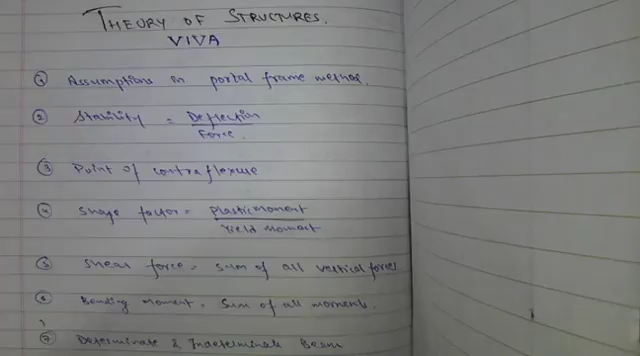 THEORY OF STRUCTURES.
VIVA
① Assumptions in portal frame method.
② Stability = Deflection
Force.
③ Point of contraflexure
④ Shape factor = Plastic moment
Yield Moment
⑤ Shear force = Sum of all vertical forces
⑥ Bending Moment = Sum of all moments.
⑦ Determinate & Indeterminate Beam